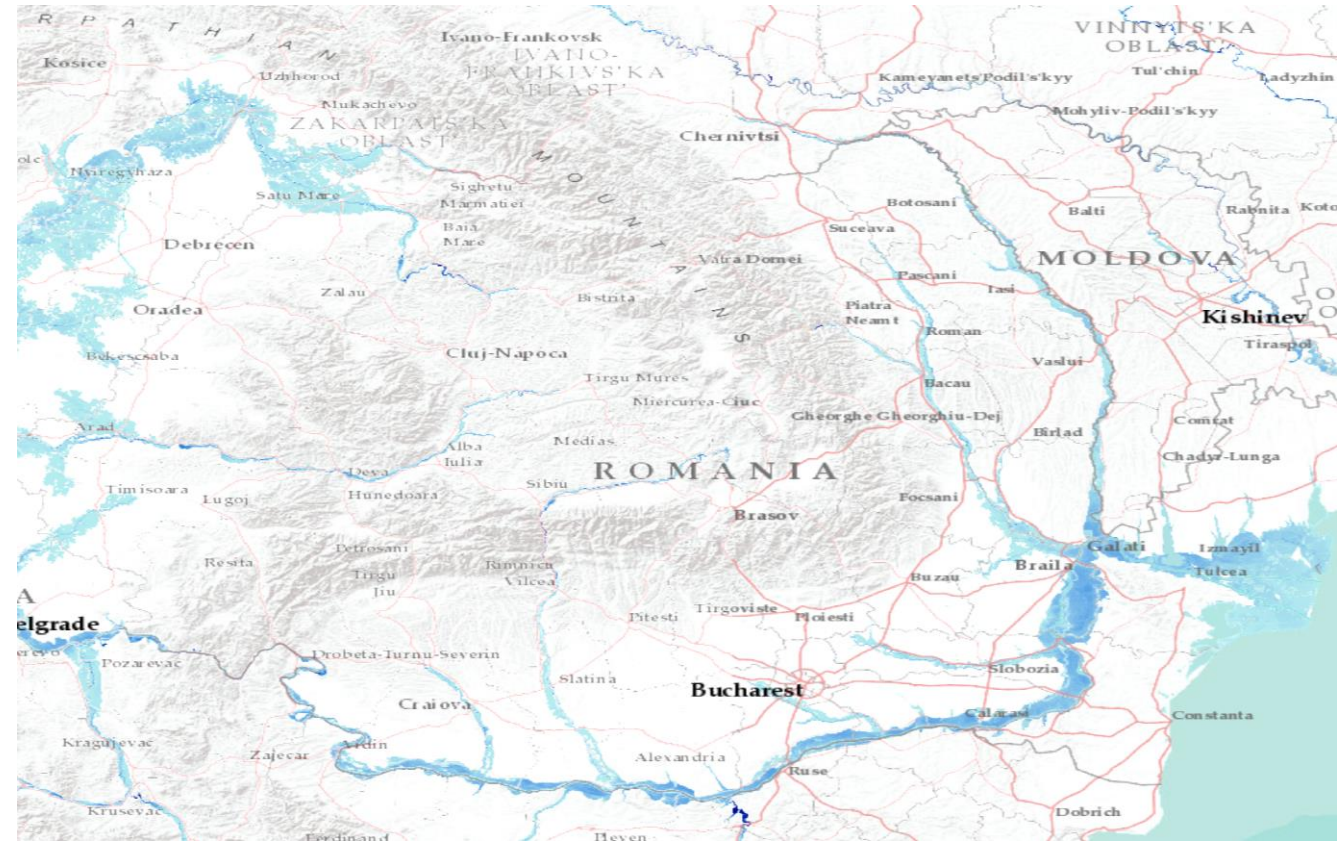 R P A T H I A N
Kosice
Uzhhorod
Mukachevo
ZAKARPATS'KA
OBLAST'
Ivano-Frankovsk
IVANO-
FRANKIVS'KA
OBLAST'
VINNYTS'KA
OBLAST'
Kameyanets'Podil's'kyy
Tul'chin
Ladyzhin
Mohyliv-Podil's'kyy
Chernivtsi
MOUNTAINS
Nyiregyhaza
Satu Mare
Sighetu
Marmatiei
Baia
Mare
Debrecen
Zalau
Oradea
Bekescsaba
Cluj-Napoca
Bistrita
Vatra Dornei
Suceava
Botosani
Balti
Rabnita
Koto
MOLDOVA
Pascani
Iasi
Piatra
Neamt
Roman
Kishinev
Tiraspol
Vaslui
Bacau
Tirgu Mures
Miercurea-Ciuc
Gheorghe Gheorghiu-Dej
Birlad
Comrat
Chadyr-Lunga
Arad
Deva
Alba
Iulia
Medias
ROMANIA
Timisoara
Lugoj
Hunedoara
Sibiu
Brasov
Focsani
Galati
Izmayil
Tulcea
Braila
Buzau
Resita
Petrosani
Tirgu
Jiu
Rimnicu
Vilcea
Pitesti
Tirgoviste
Ploiesti
elgrade
Pozarevac
Drobeta-Turnu-Severin
Slatina
Craiova
Bucharest
Slobozia
Calarasi
Constanta
Kragujevac
Zajecar
Vidin
Alexandria
Ruse
Krusevac
Ferdinand
Pleven
Dobrich